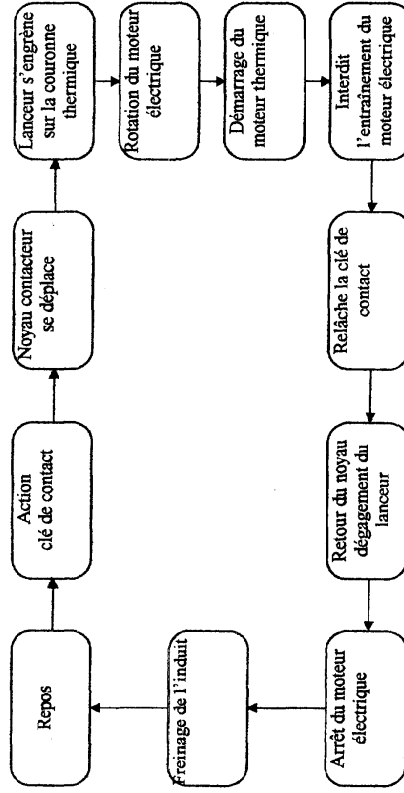 Repos
Action
clé de contact
Noyau contacteur
se déplace
Lanceur s'engrène
sur la couronne
thermique
Rotation du moteur
électrique
Démarrage du
moteur thermique
Interdit
l'entraînement du
moteur électrique
Relâche la clé de
contact
Retour du noyau
dégagement du
lanceur
Arrêt du moteur
électrique
Freinage de l'induit